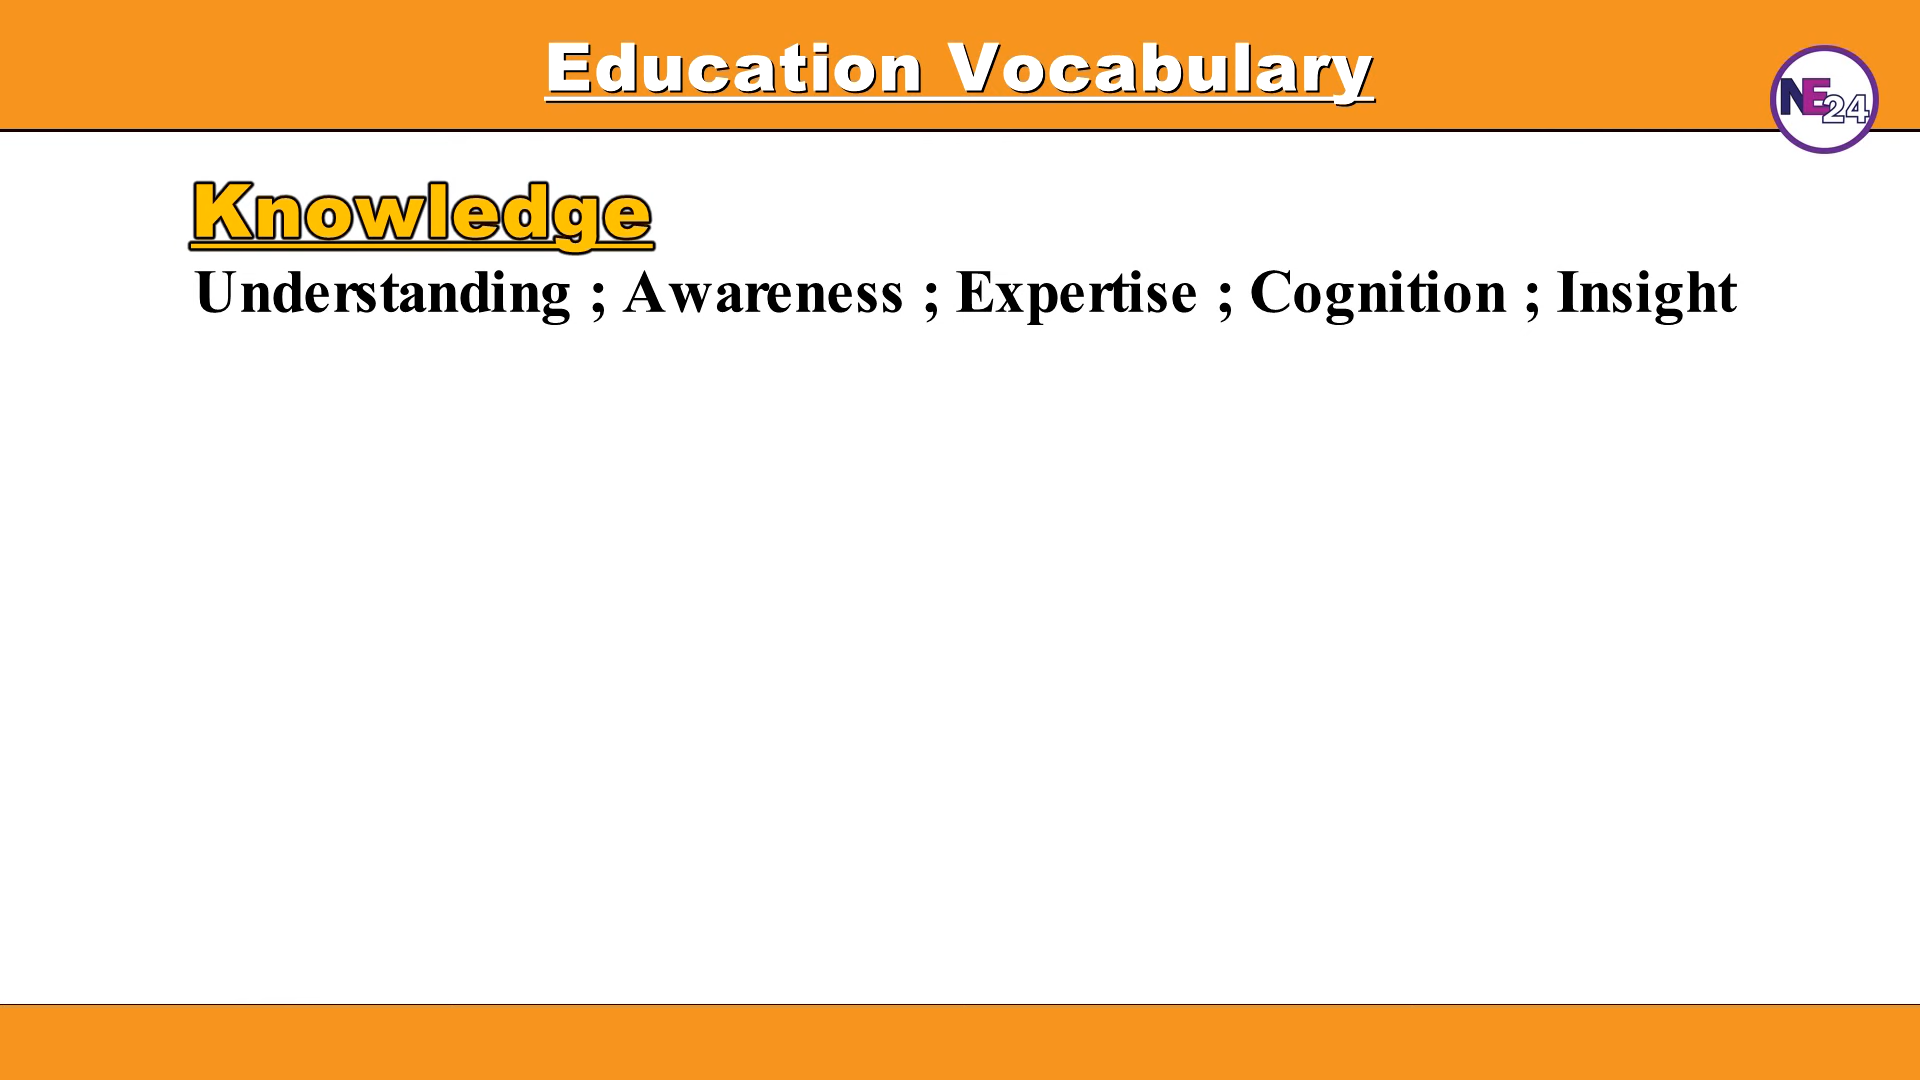 Education Vocabulary
NE24
Knowledge
Understanding ; Awareness ; Expertise ; Cognition ; Insight